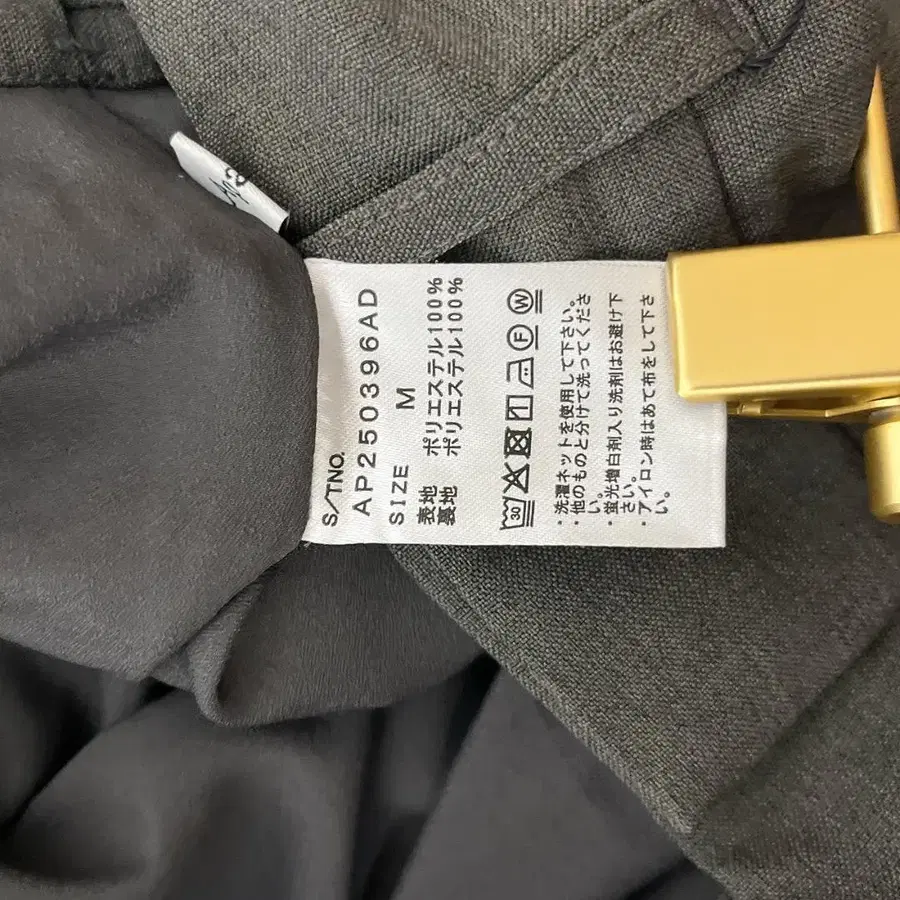 S/TNO.
AP250396AD
SIZE M
表地 ポリエステル100%
裏地 ポリエステル100%
30 F W
・洗濯ネットを使用して下さい。
・他のものと分けて洗ってくださ
い。
・蛍光増白剤入り洗剤はお避け下
さい。
・アイロン時はあて布をして下さ
い。